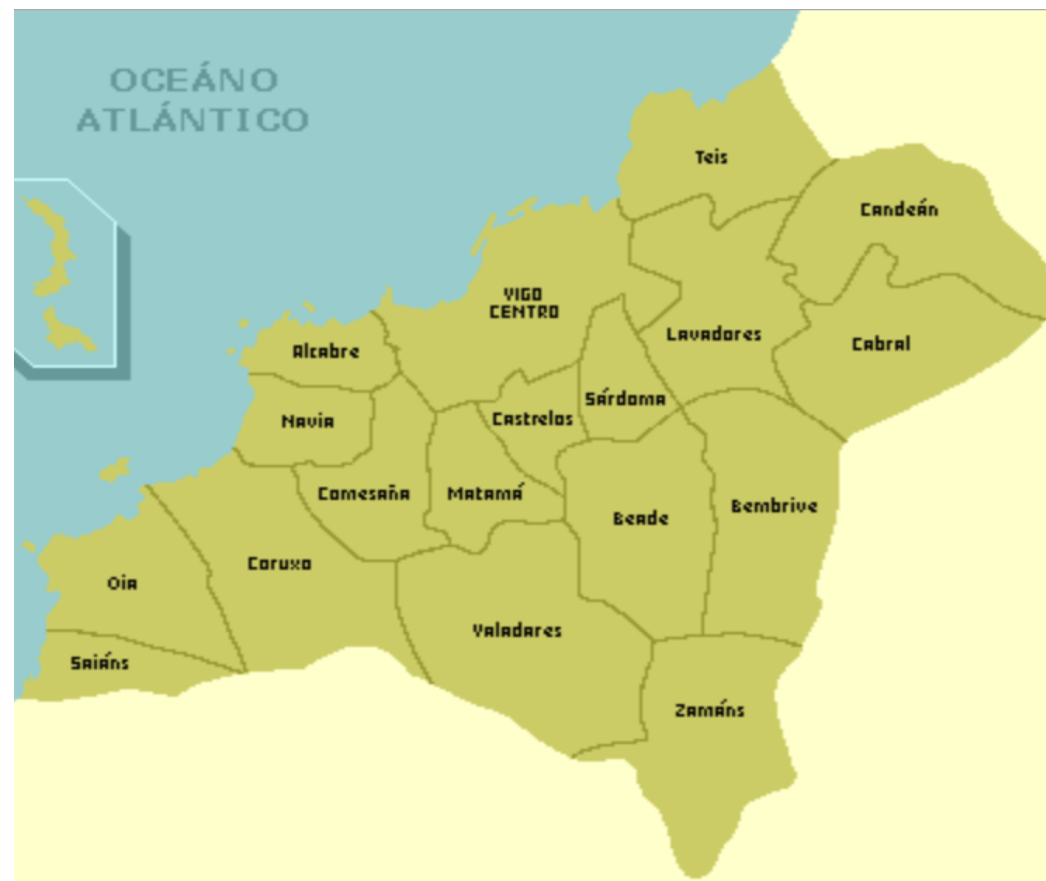 OCEÁNO
ATLÁNTICO
Teis
Candeán
VIGO
CENTRO
Lavadores
Cabral
Alcabre
Sárdoma
Navia
Castrelos
Comesaña
Matamá
Bembrive
Beade
Coruxo
Oia
Valadares
Saiáns
Zamáns